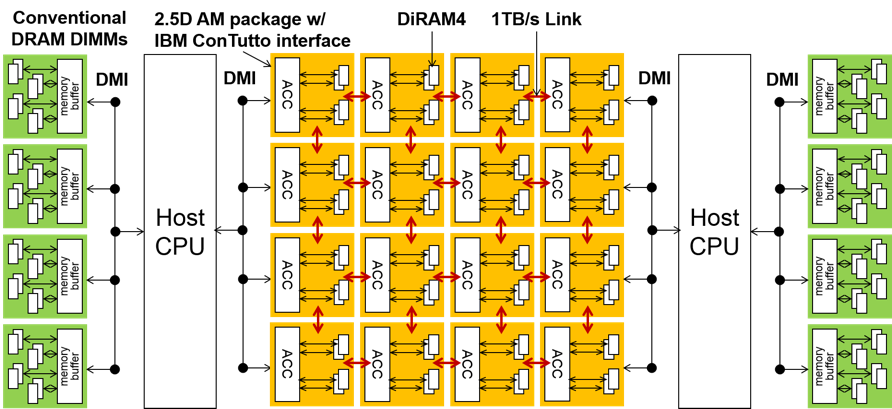 Conventional
DRAM DIMMs
2.5D AM package w/
IBM ConTutto interface
DiRAM4
1TB/s Link
DMI
DMI
DMI
DMI
memory
buffer
ACC
ACC
ACC
ACC
memory
buffer
memory
buffer
ACC
ACC
ACC
ACC
memory
buffer
Host
CPU
Host
CPU
memory
buffer
ACC
ACC
ACC
ACC
memory
buffer
memory
buffer
ACC
ACC
ACC
ACC
memory
buffer